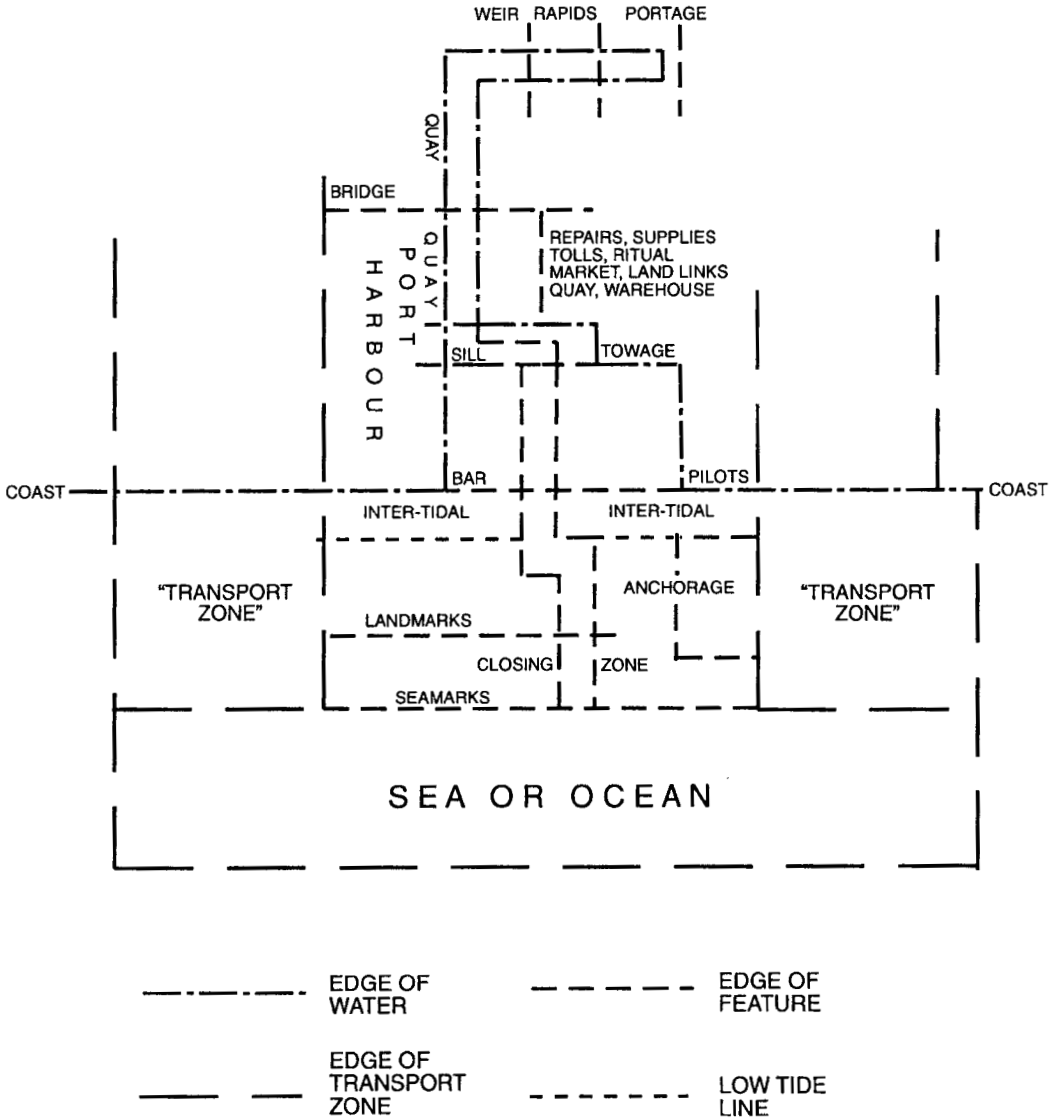 WEIR RAPIDS PORTAGE
QUAY
BRIDGE
QUAY
PORT
HARBOUR
REPAIRS, SUPPLIES
TOLLS, RITUAL
MARKET, LAND LINKS
QUAY, WAREHOUSE
SILL
TOWAGE
COAST
BAR
PILOTS
COAST
INTER-TIDAL
INTER-TIDAL
"TRANSPORT
ZONE"
ANCHORAGE
"TRANSPORT
ZONE"
LANDMARKS
CLOSING ZONE
SEAMARKS
SEA OR OCEAN
EDGE OF
WATER
EDGE OF
FEATURE
EDGE OF
TRANSPORT
ZONE
LOW TIDE
LINE